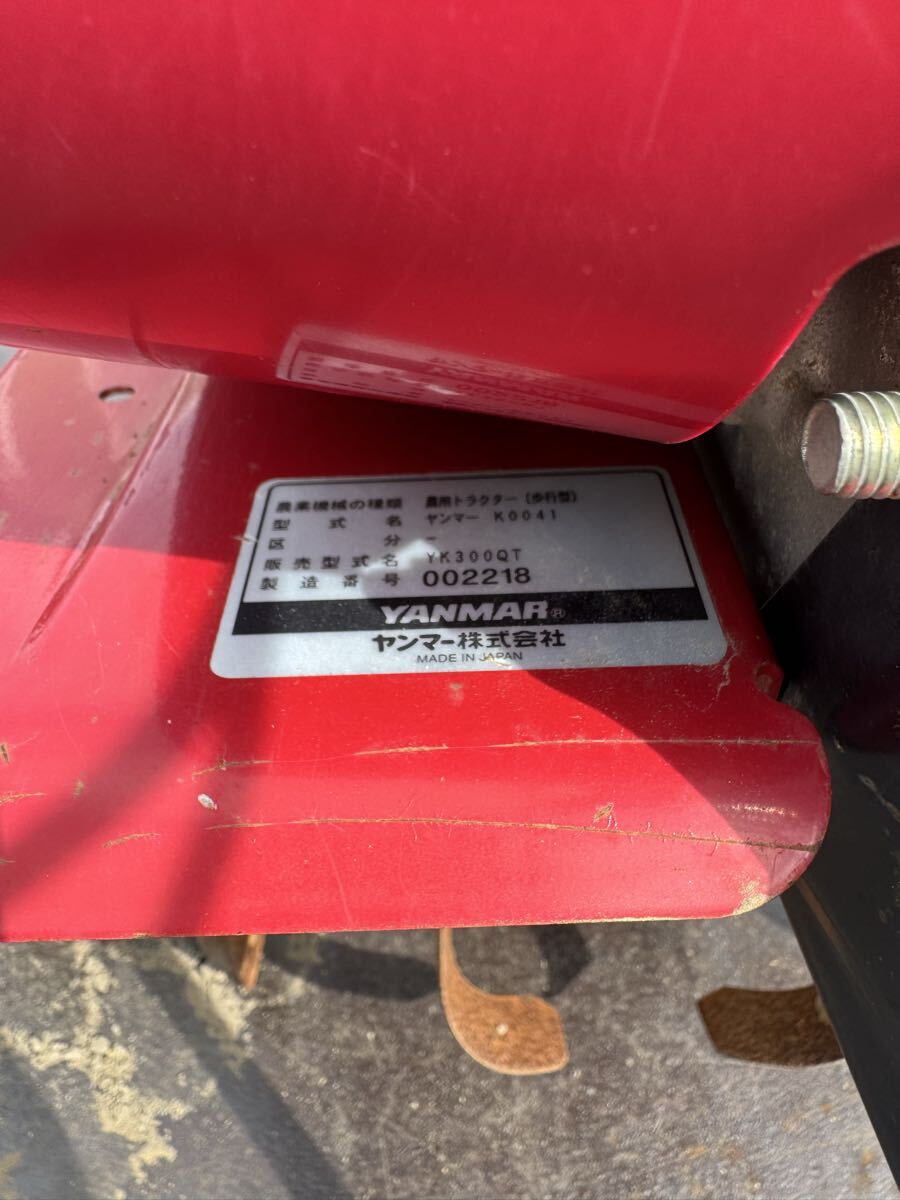 農業機械の種類 農用トラクター(歩行型)
型式名 ヤンマー K0041
区分 −
販売型式名 YK300QT
製造番号 002218
YANMAR®
ヤンマー株式会社
MADE IN JAPAN